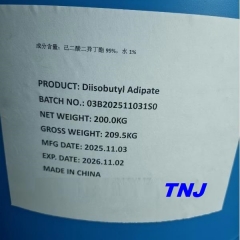 成分含量：己二酸二异丁酯 99%，水 1%
PRODUCT: Diisobutyl Adipate
BATCH NO.: 03B202511031S0
NET WEIGHT: 200.0KG
GROSS WEIGHT: 209.5KG
MFG DATE: 2025.11.03
EXP. DATE: 2026.11.02
MADE IN CHINA
TNJ